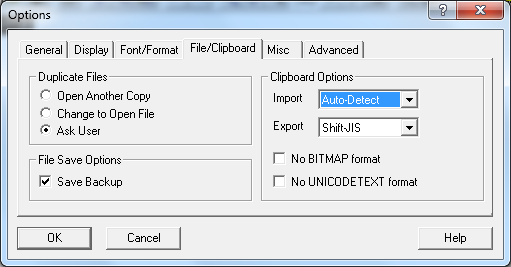 Options
General Display Font/Format File/Clipboard Misc Advanced
Duplicate Files
Open Another Copy
Change to Open File
Ask User
File Save Options
Save Backup
Clipboard Options
Import Auto-Detect
Export Shift-JIS
No BITMAP format
No UNICODETEXT format
OK Cancel Help